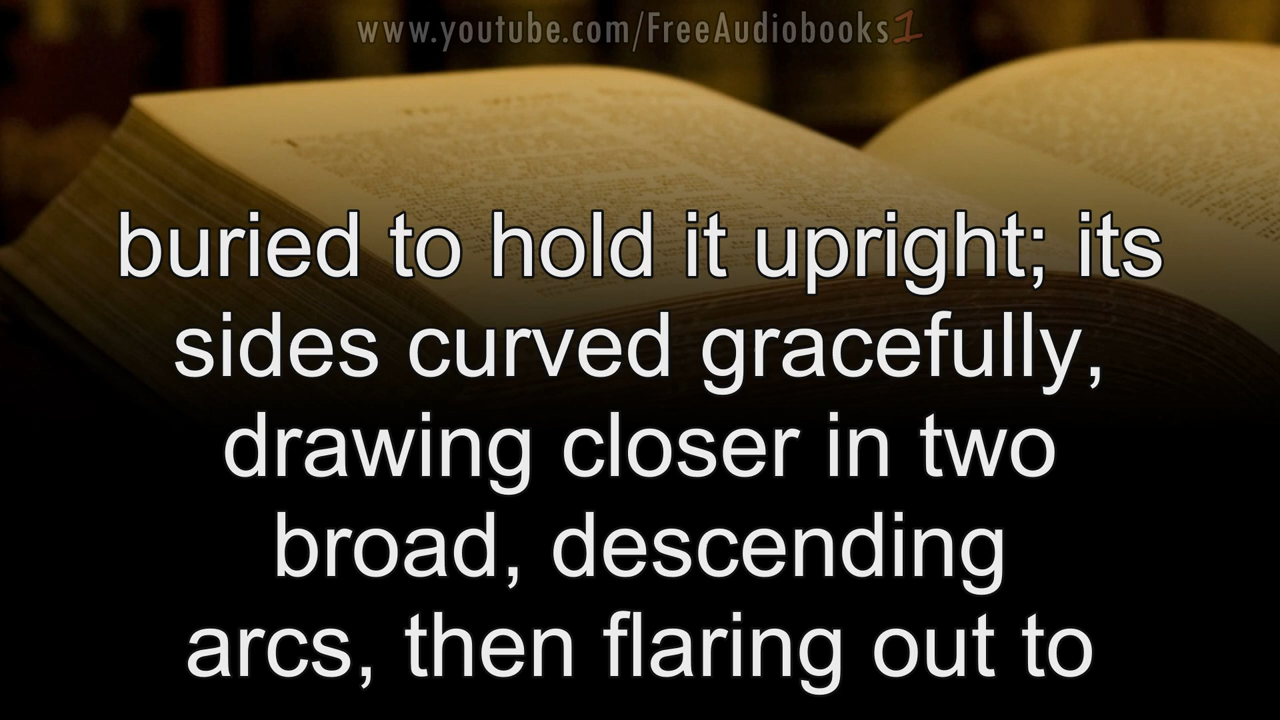 www.youtube.com/FreeAudiobooks1
buried to hold it upright; its
sides curved gracefully,
drawing closer in two
broad, descending
arcs, then flaring out to